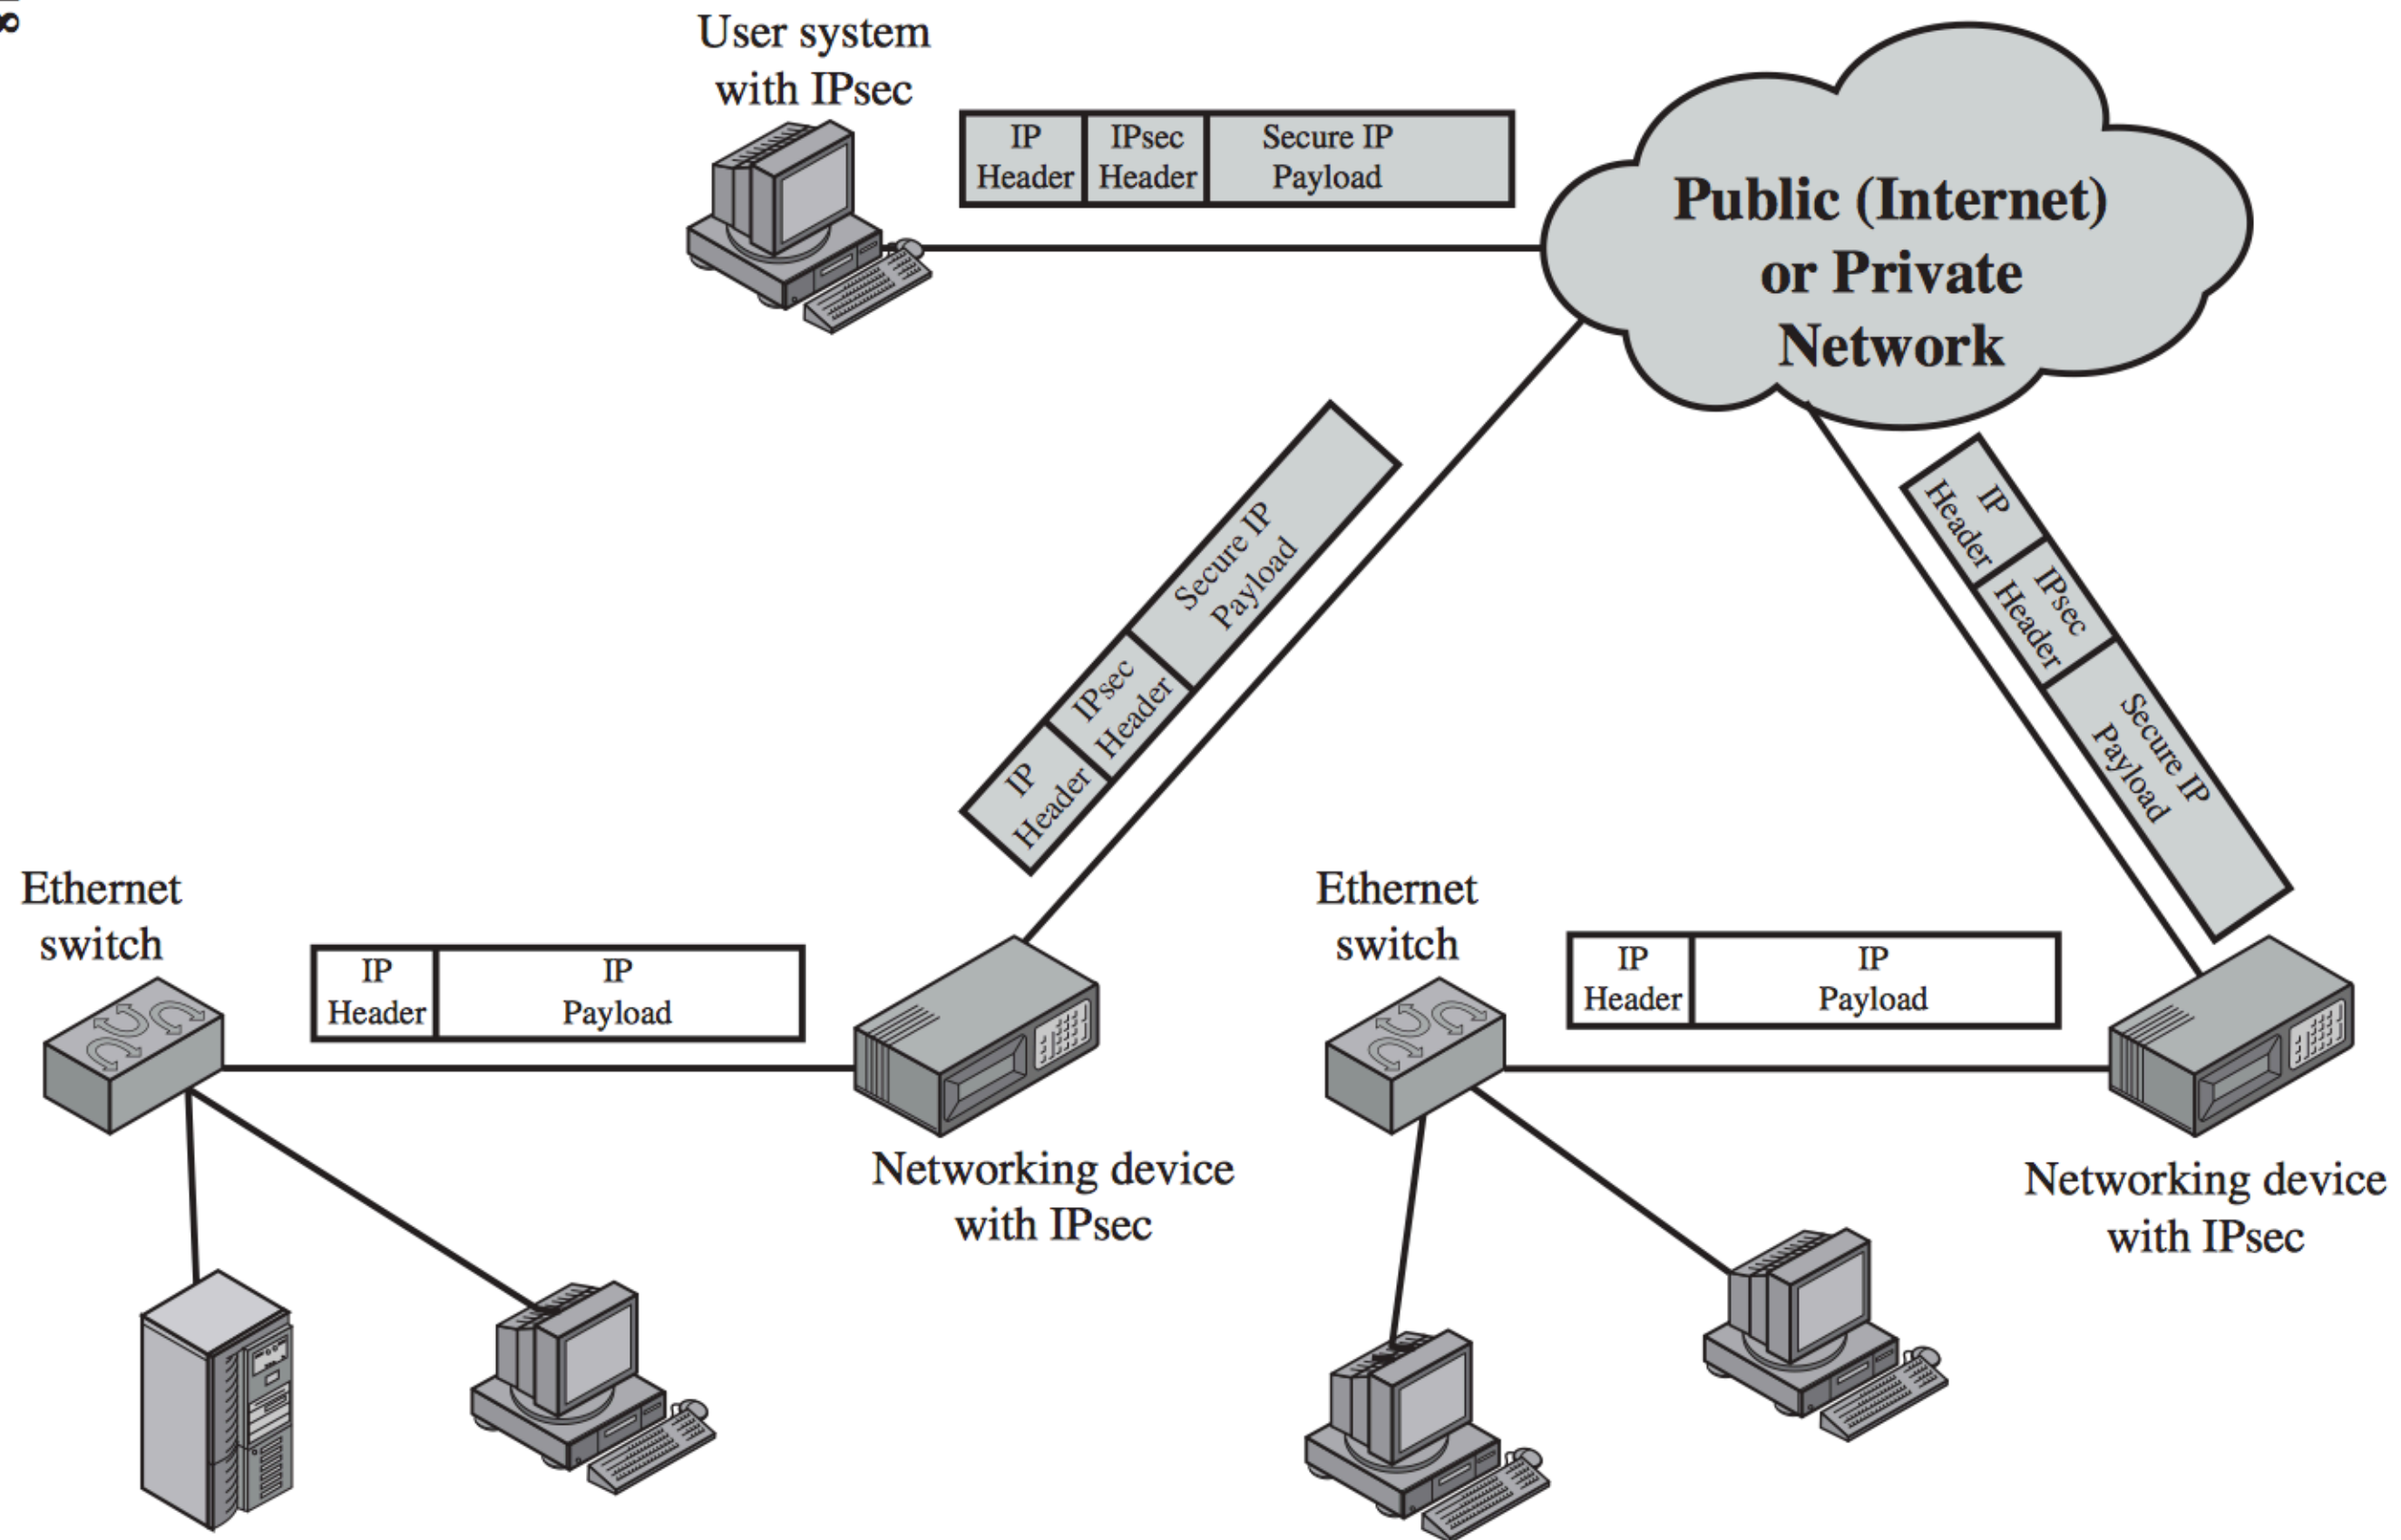 8
User system
with IPsec
IP
Header
IPsec
Header
Secure IP
Payload
Public (Internet)
or Private
Network
Secure IP
Payload
IPsec
Header
IP
Header
IP
Header
IPsec
Header
Secure IP
Payload
Ethernet
switch
IP
Header
IP
Payload
Networking device
with IPsec
Ethernet
switch
IP
Header
IP
Payload
Networking device
with IPsec